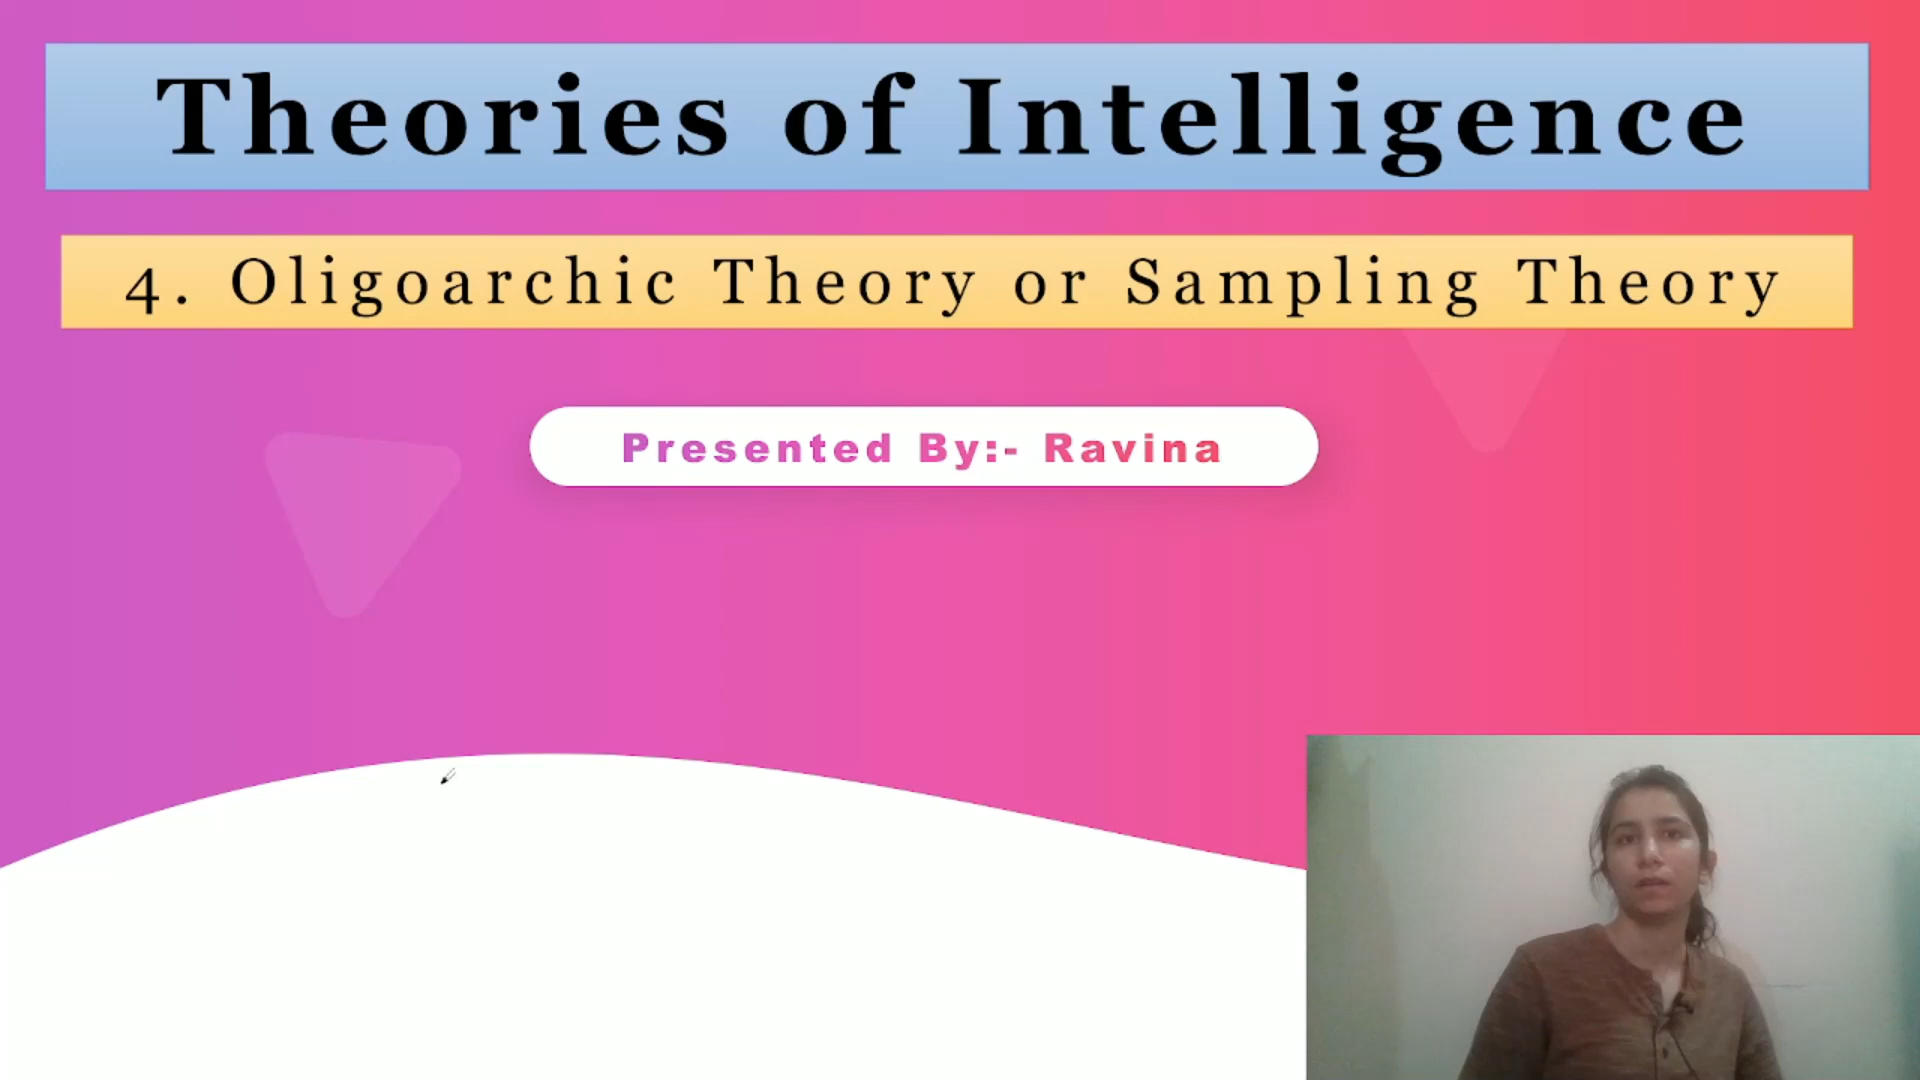 Theories of Intelligence
4. Oligoarchic Theory or Sampling Theory
Presented By:- Ravina